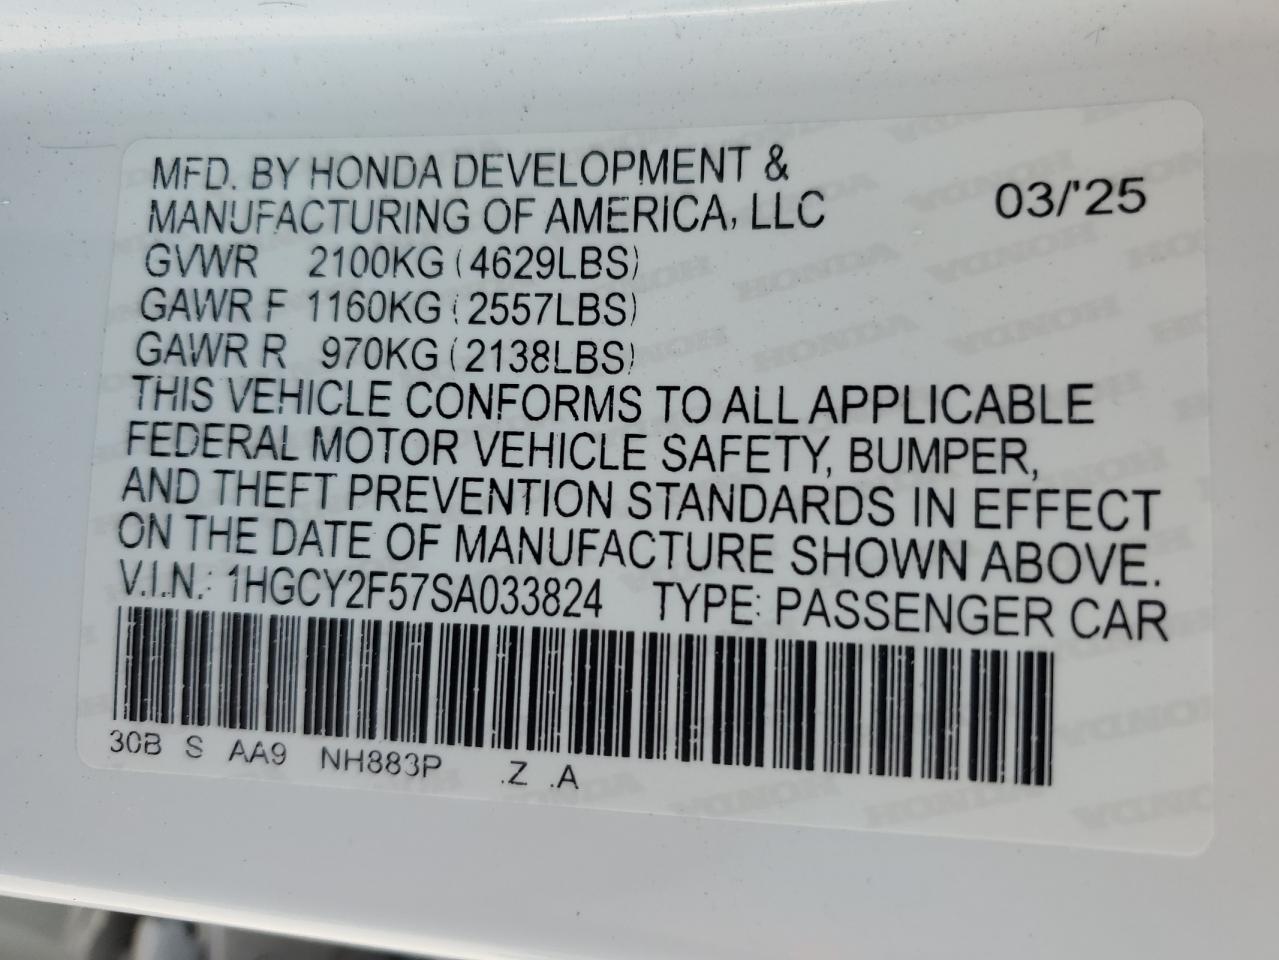 MFD. BY HONDA DEVELOPMENT &
MANUFACTURING OF AMERICA, LLC 03/'25
GVWR 2100KG (4629LBS)
GAWR F 1160KG (2557LBS)
GAWR R 970KG (2138LBS)
THIS VEHICLE CONFORMS TO ALL APPLICABLE
FEDERAL MOTOR VEHICLE SAFETY, BUMPER,
AND THEFT PREVENTION STANDARDS IN EFFECT
ON THE DATE OF MANUFACTURE SHOWN ABOVE.
V.I.N.: 1HGCY2F57SA033824 TYPE: PASSENGER CAR
30B S AA9 NH883P .Z .A